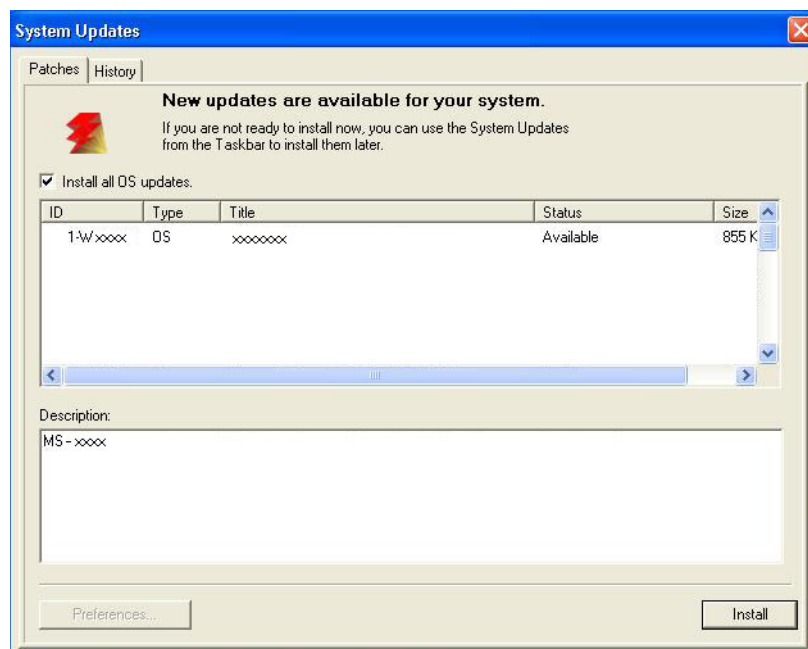 System Updates
Patches History
New updates are available for your system.
If you are not ready to install now, you can use the System Updates
from the Taskbar to install them later.
Install all OS updates.
ID Type Title Status Size
1-Wxxxx OS xxxxxxx Available 855 K
Description:
MS-xxxx
Preferences... Install